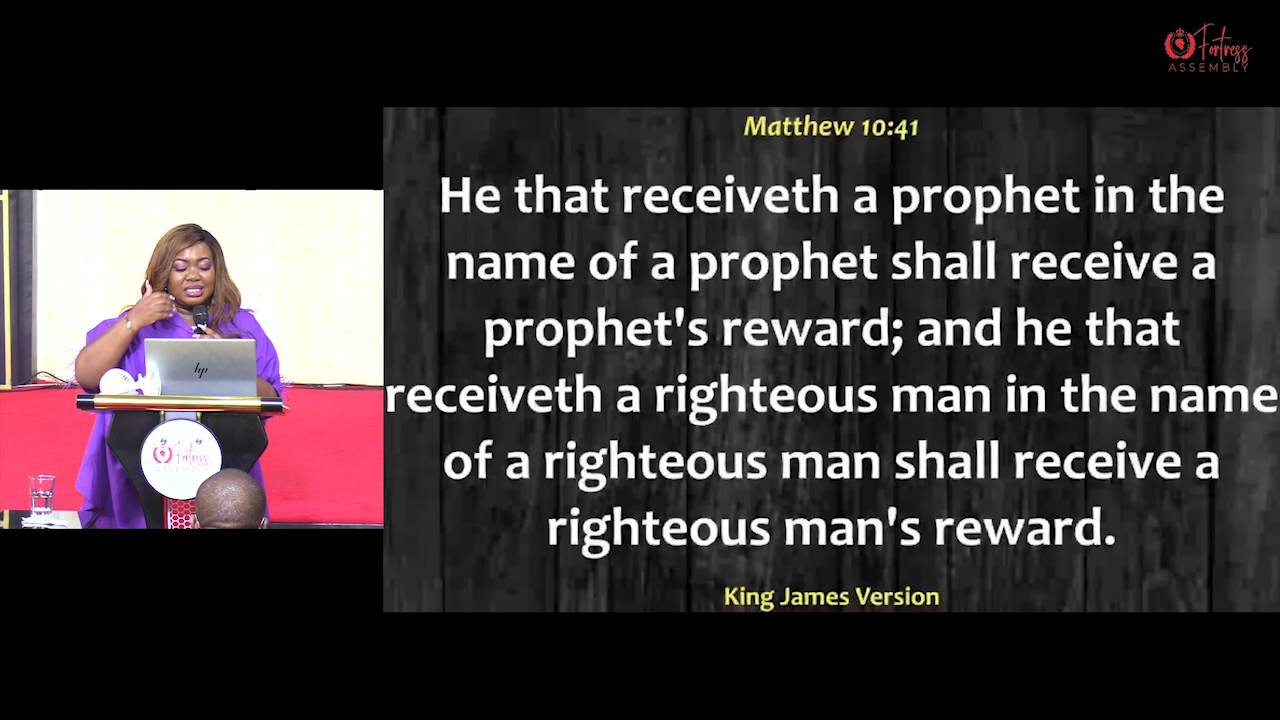 Fortress
ASSEMBLY
Matthew 10:41
He that receiveth a prophet in the
name of a prophet shall receive a
prophet's reward; and he that
receiveth a righteous man in the name
of a righteous man shall receive a
righteous man's reward.
King James Version
hp
Fortress
ASSEMBLY